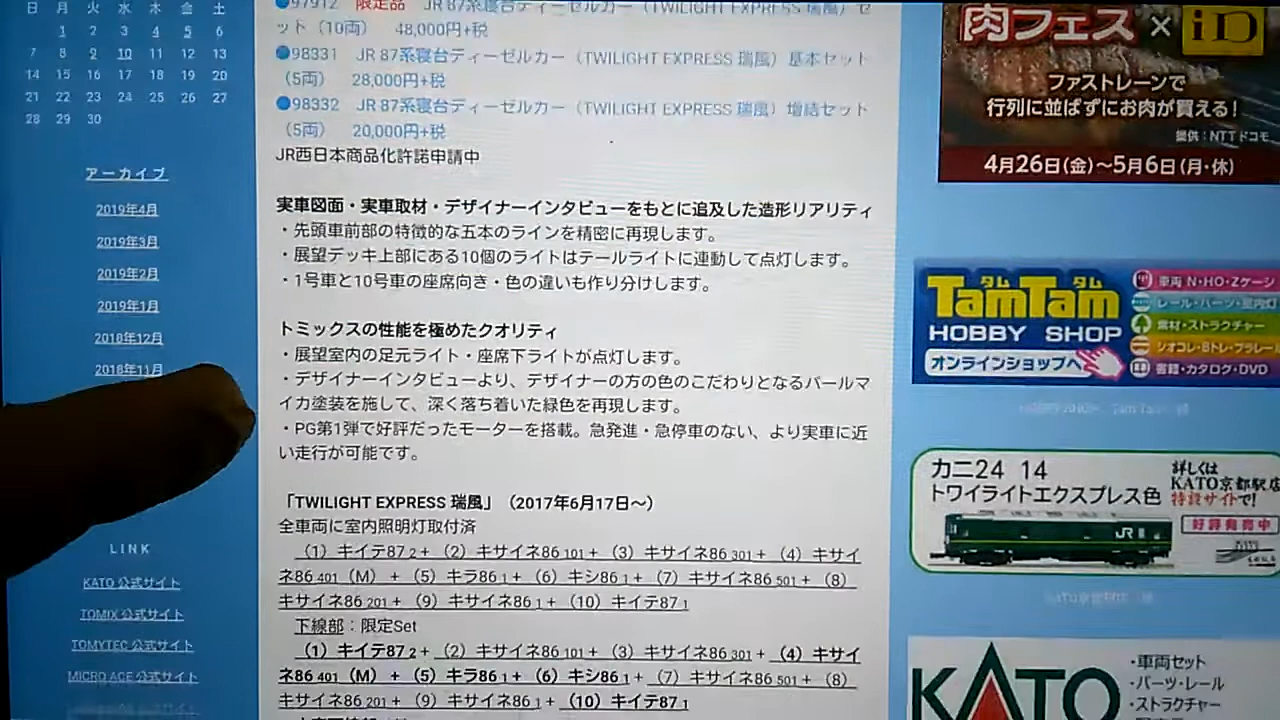 日 月 火 水 木 金 土
1 2 3 4 5 6
7 8 9 10 11 12 13
14 15 16 17 18 19 20
21 22 23 24 25 26 27
28 29 30
アーカイブ
2019年4月
2019年3月
2019年2月
2019年1月
2018年12月
2018年11月
LINK
KATO 公式サイト
TOMIX 公式サイト
TOMYTEC 公式サイト
MICRO ACE 公式サイト
●97912 限定品 JR 87系寝台ディーゼルカー（TWILIGHT EXPRESS 瑞風）セ
ット（10両） 48,000円+税
●98331 JR 87系寝台ディーゼルカー（TWILIGHT EXPRESS 瑞風）基本セット
（5両） 28,000円+税
●98332 JR 87系寝台ディーゼルカー（TWILIGHT EXPRESS 瑞風）増結セット
（5両） 20,000円+税
JR西日本商品化許諾申請中
実車図面・実車取材・デザイナーインタビューをもとに追及した造形リアリティ
・先頭車前部の特徴的な五本のラインを精密に再現します。
・展望デッキ上部にある10個のライトはテールライトに連動して点灯します。
・1号車と10号車の座席向き・色の違いも作り分けします。
トミックスの性能を極めたクオリティ
・展望室内の足元ライト・座席下ライトが点灯します。
・デザイナーインタビューより、デザイナーの方の色のこだわりとなるパールマ
イカ塗装を施して、深く落ち着いた緑色を再現します。
・PG第1弾で好評だったモーターを搭載。急発進・急停車のない、より実車に近
い走行が可能です。
「TWILIGHT EXPRESS 瑞風」（2017年6月17日～）
全車両に室内照明灯取付済
（1）キイテ87 2＋（2）キサイネ86 101＋（3）キサイネ86 301＋（4）キサイ
ネ86 401（M）＋（5）キラ86 1＋（6）キシ86 1＋（7）キサイネ86 501＋（8）
キサイネ86 201＋（9）キサイネ86 1＋（10）キイテ87 1
下線部：限定Set
（1）キイテ87 2＋（2）キサイネ86 101＋（3）キサイネ86 301＋（4）キサイ
ネ86 401（M）＋（5）キラ86 1＋（6）キシ86 1＋（7）キサイネ86 501＋（8）
キサイネ86 201＋（9）キサイネ86 1＋（10）キイテ87 1
肉フェス × iD
ファストレーンで
行列に並ばずにお肉が買える！
提供：NTTドコモ
4月26日(金)～5月6日(月・休)
タム タム
TamTam
HOBBY SHOP
オンラインショップへ
車両 N・HO・Zゲージ
レール・パーツ・室内灯
素材・ストラクチャー
ジオコレ・Bトレ・プラレール
書籍・カタログ・DVD
カニ24 14
トワイライトエクスプレス色
詳しくは
KATO京都駅店
特設サイトで!
好評発売中
JR
KATO
・車両セット
・パーツ・レール
・ストラクチャー